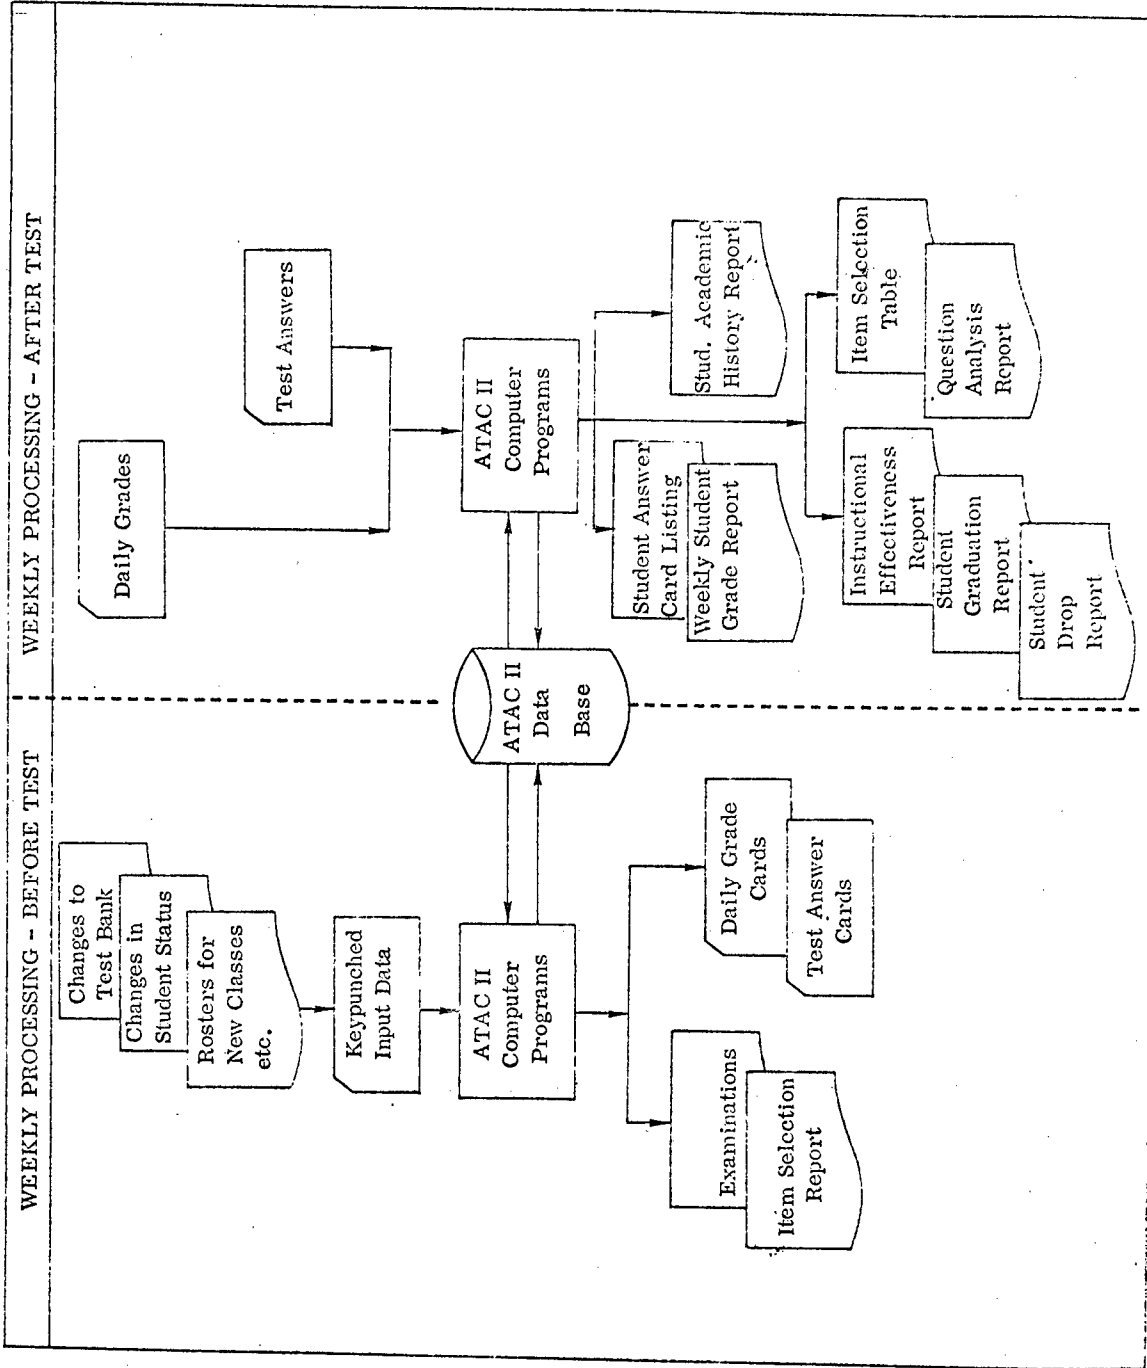 WEEKLY PROCESSING - BEFORE TEST
WEEKLY PROCESSING - AFTER TEST
Changes to
Test Bank
Changes in
Student Status
Rosters for
New Classes
etc.
Keypunched
Input Data
ATAC II
Computer
Programs
Examinations
Item Selection
Report
Daily Grade
Cards
Test Answer
Cards
ATAC II
Data
Base
Daily Grades
Test Answers
ATAC II
Computer
Programs
Student Answer
Card Listing
Weekly Student
Grade Report
Stud. Academic
History Report
Instructional
Effectiveness
Report
Student
Graduation
Report
Student
Drop
Report
Item Selection
Table
Question
Analysis
Report